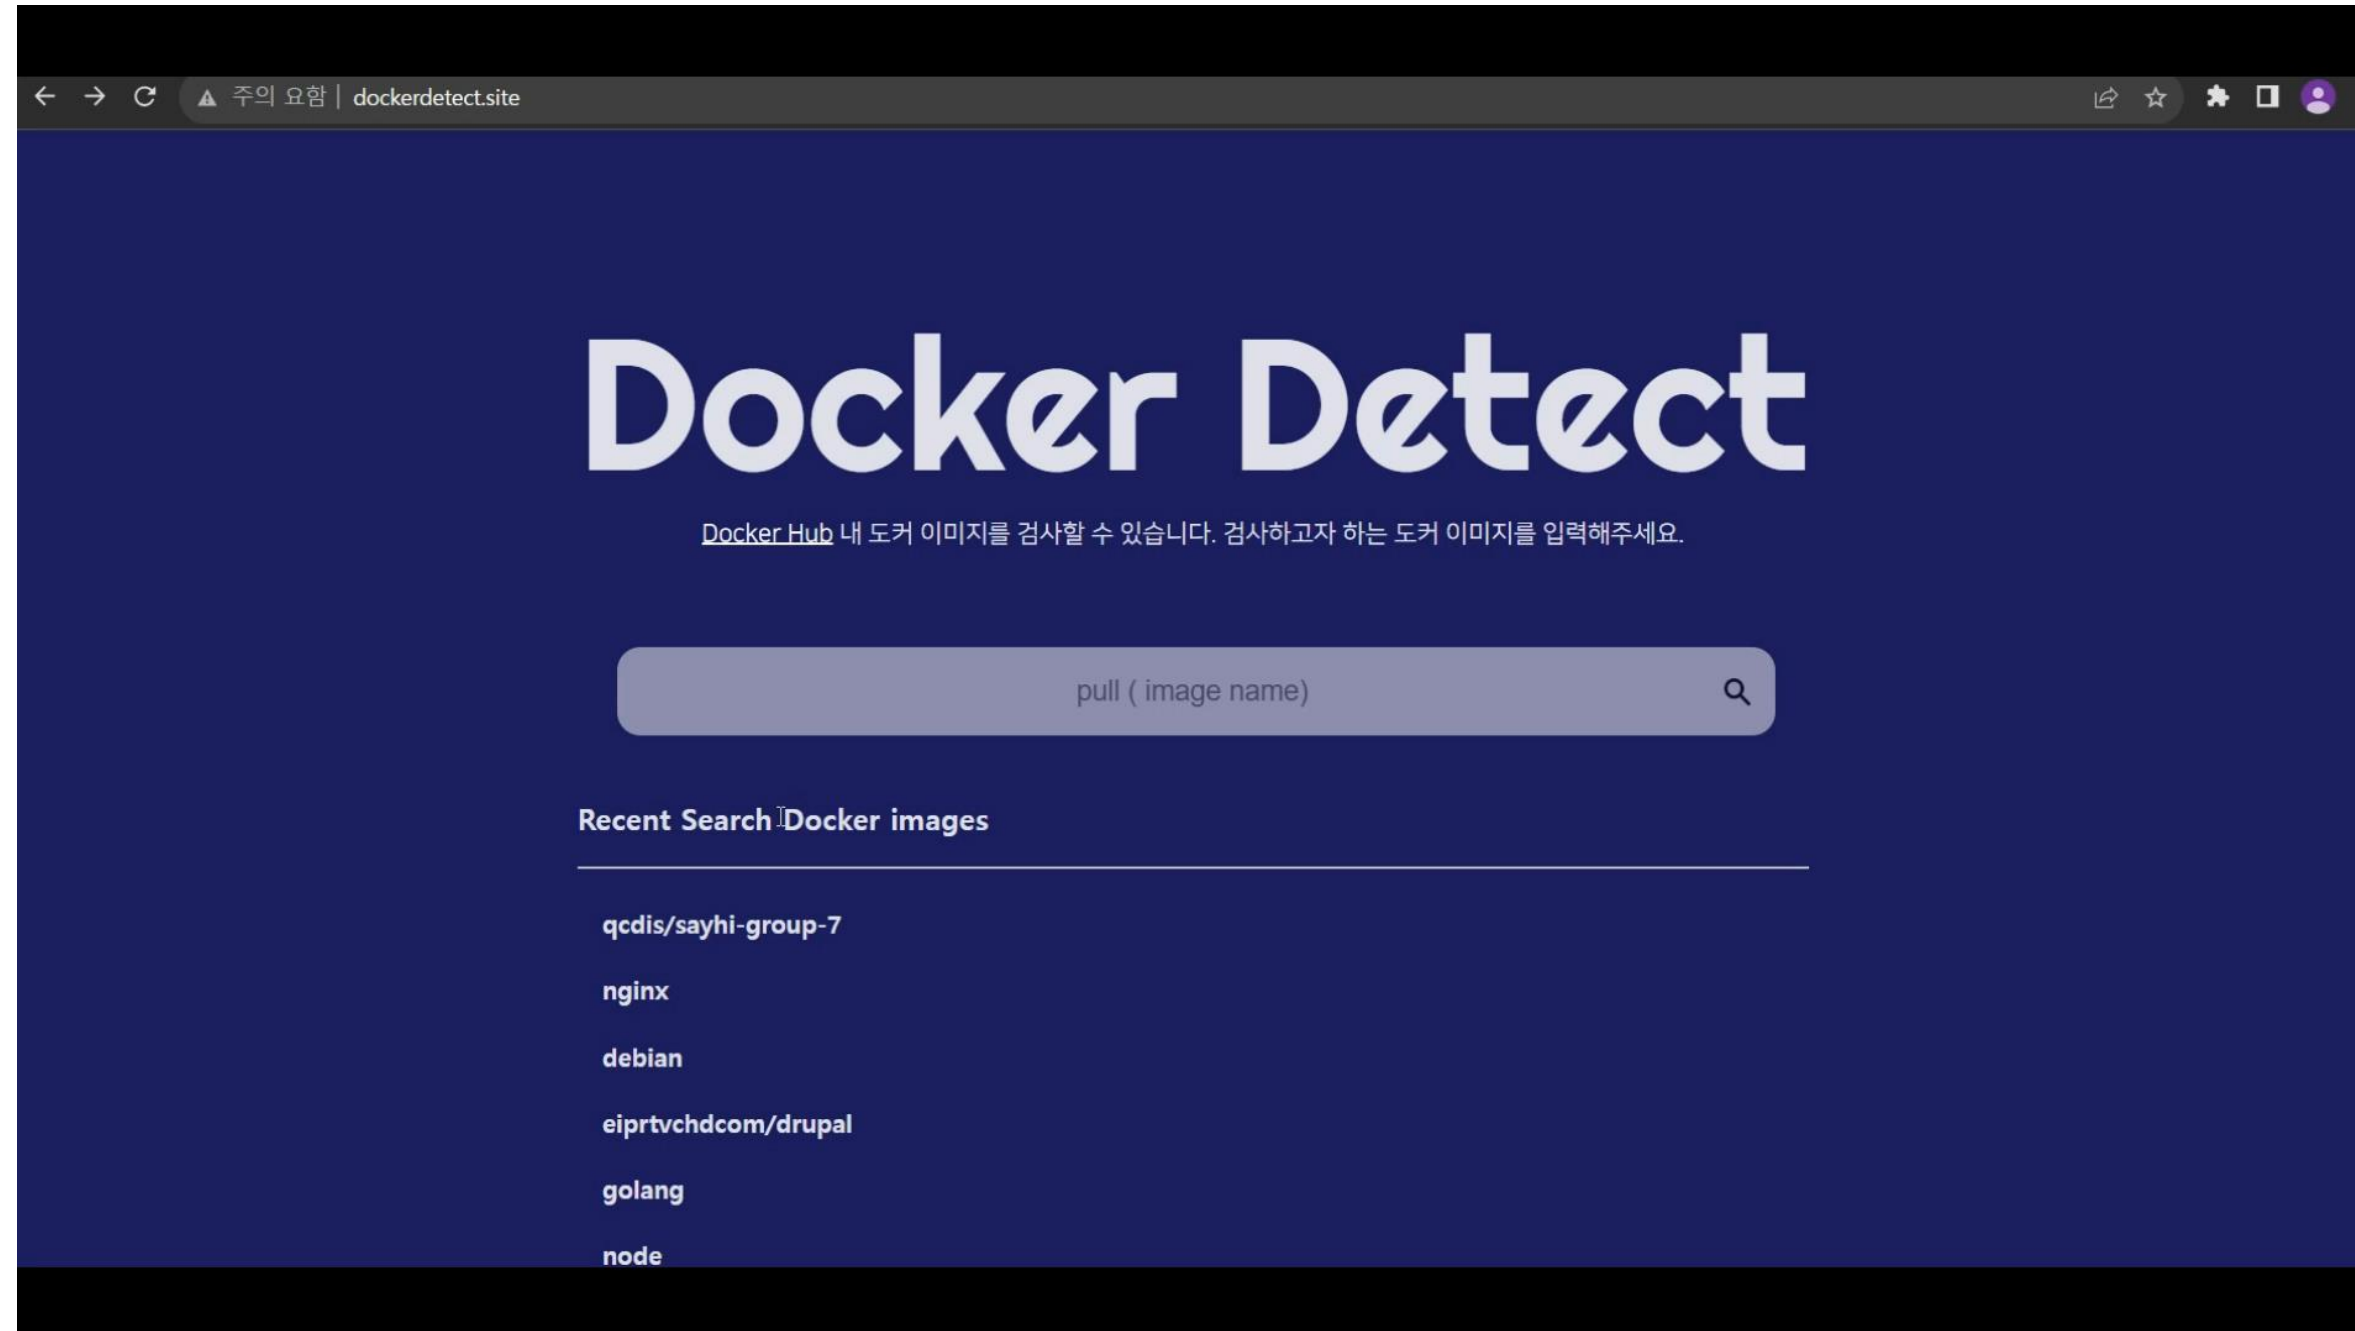 주의 요함 | dockerdetect.site
Docker Detect
Docker Hub 내 도커 이미지를 검사할 수 있습니다. 검사하고자 하는 도커 이미지를 입력해주세요.
pull ( image name)
Recent Search Docker images
qcdis/sayhi-group-7
nginx
debian
eiprtvchdcom/drupal
golang
node